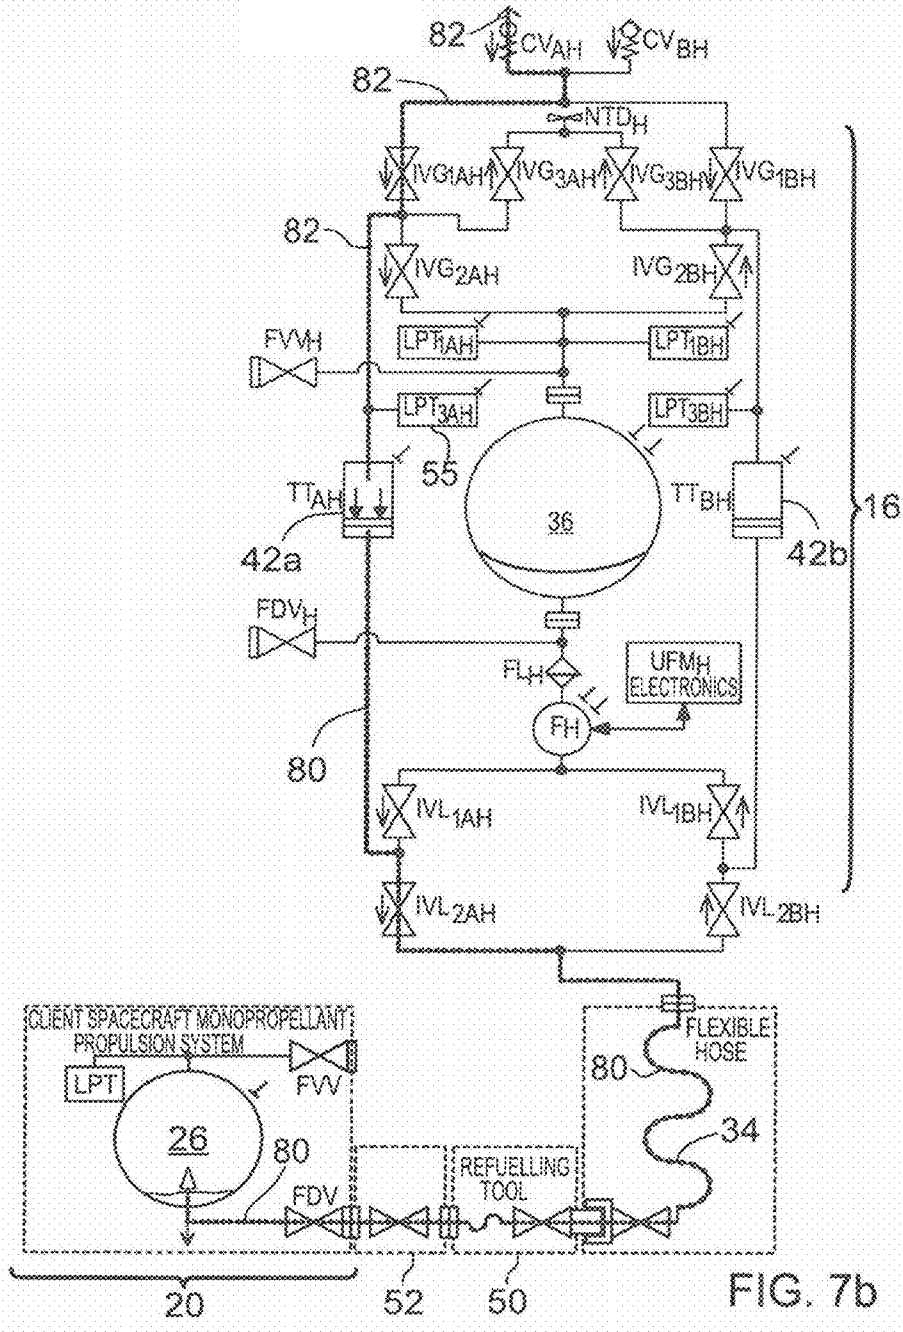 82
CVAH
CVBH
82
NTDH
IVG1AH
IVG3AH
IVG3BH
IVG1BH
82
IVG2AH
IVG2BH
FVVH
LPT1AH
LPT1BH
LPT3AH
LPT3BH
55
TTAH
36
TTBH
16
42a
42b
FDVH
FLH
UFMH
ELECTRONICS
FH
80
IVL1AH
IVL1BH
IVL2AH
IVL2BH
CLIENT SPACECRAFT MONOPROPELLANT
PROPULSION SYSTEM
LPT
FVV
FLEXIBLE
HOSE
80
26
34
80
REFUELLING
TOOL
FDV
20
52
50
FIG. 7b